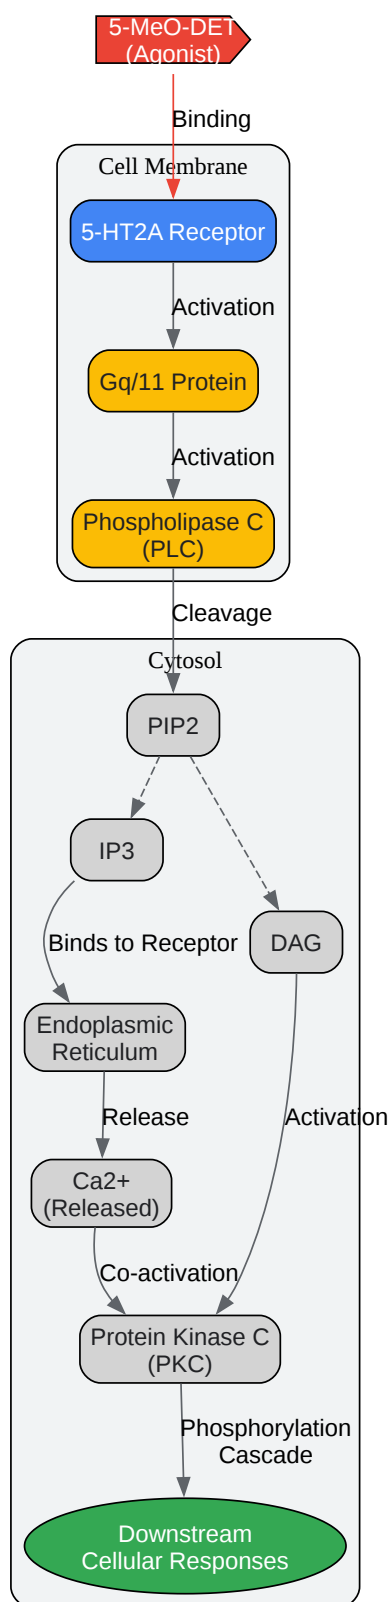 5-MeO-DET
(Agonist)
Binding
Cell Membrane
5-HT2A Receptor
Activation
Gq/11 Protein
Activation
Phospholipase C
(PLC)
Cleavage
Cytosol
PIP2
IP3
DAG
Binds to Receptor
Endoplasmic
Reticulum
Release
Activation
Ca2+
(Released)
Co-activation
Protein Kinase C
(PKC)
Phosphorylation
Cascade
Downstream
Cellular Responses